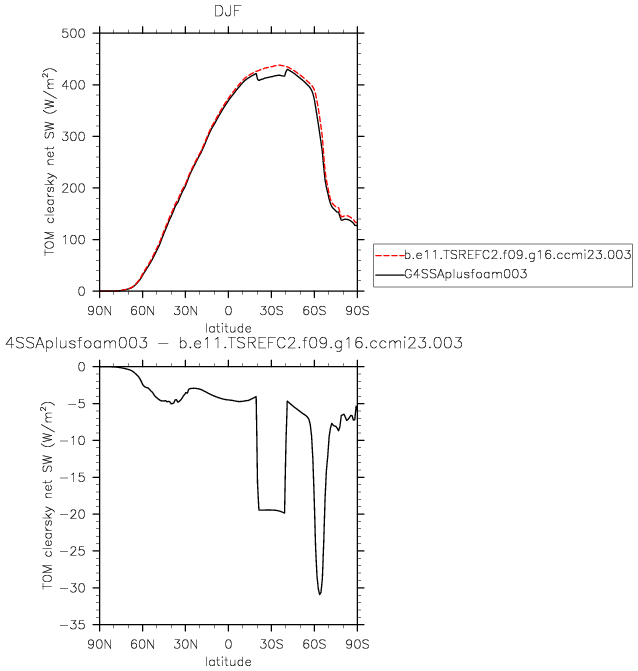 DJF
TOM clearsky net SW (W/m²)
500
400
300
200
100
0
90N 60N 30N 0 30S 60S 90S
latitude
b.e11.TSREFC2.f09.g16.ccmi23.003
G4SSAplusfoam003
4SSAplusfoam003 − b.e11.TSREFC2.f09.g16.ccmi23.003
TOM clearsky net SW (W/m²)
0
−5
−10
−15
−20
−25
−30
−35
90N 60N 30N 0 30S 60S 90S
latitude